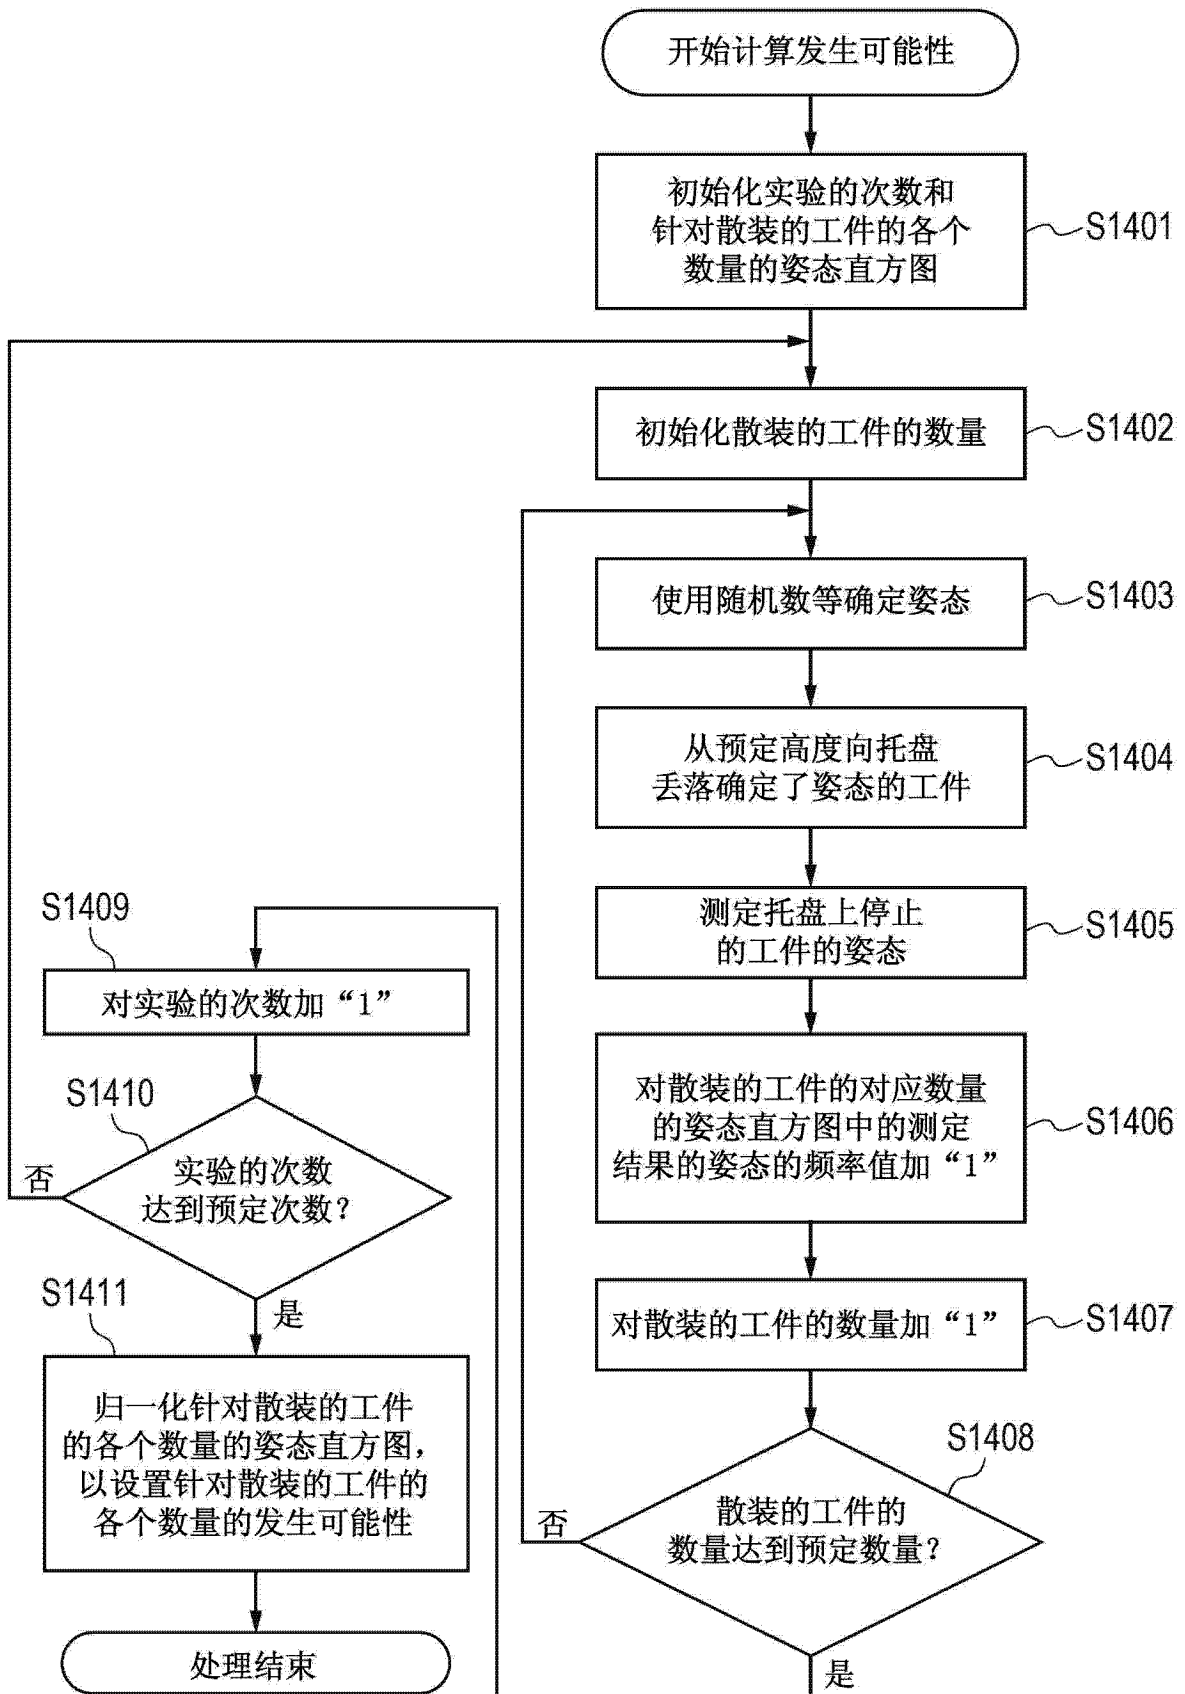 开始计算发生可能性
初始化实验的次数和
针对散装的工件的各个
数量的姿态直方图
S1401
初始化散装的工件的数量
S1402
使用随机数等确定姿态
S1403
从预定高度向托盘
丢落确定了姿态的工件
S1404
测定托盘上停止
的工件的姿态
S1405
对散装的工件的对应数量
的姿态直方图中的测定
结果的姿态的频率值加“1”
S1406
对散装的工件的数量加“1”
S1407
S1408
散装的工件的
数量达到预定数量？
否
是
S1409
对实验的次数加“1”
S1410
实验的次数
达到预定次数？
否
是
S1411
归一化针对散装的工件
的各个数量的姿态直方图，
以设置针对散装的工件的
各个数量的发生可能性
处理结束